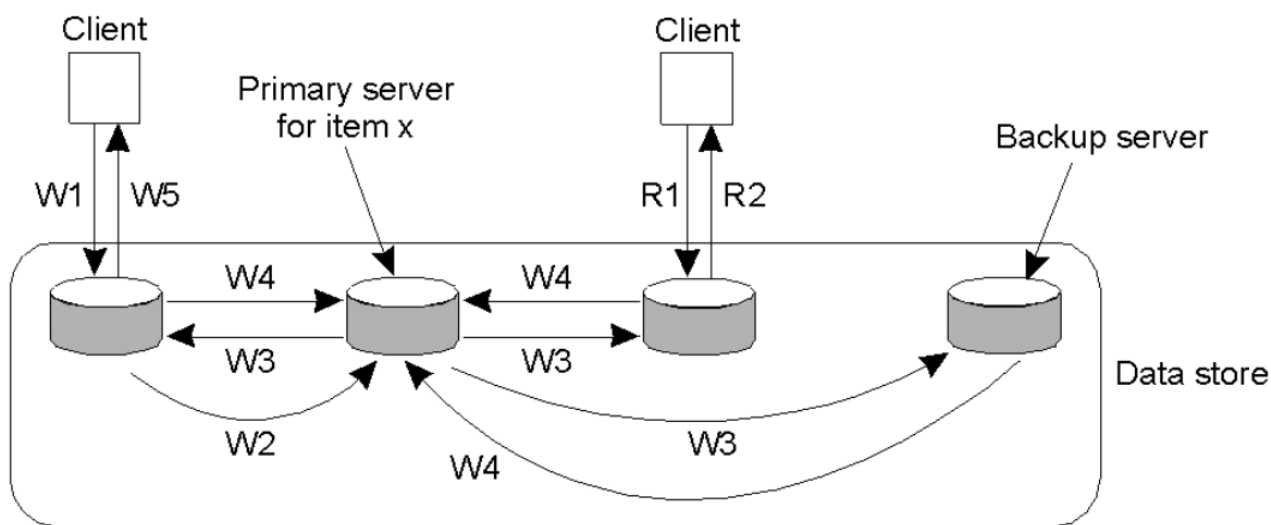 Client
Client
Primary server
for item x
Backup server
W1
W5
R1
R2
W4
W4
W3
W3
Data store
W2
W3
W4